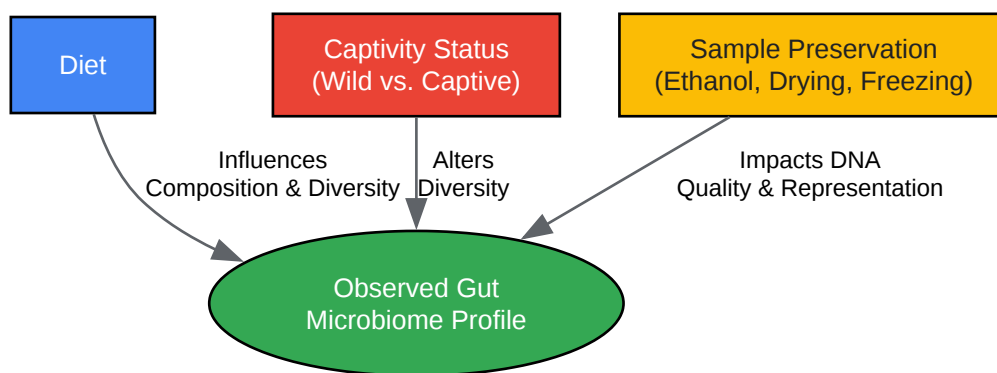 Diet
Captivity Status
(Wild vs. Captive)
Sample Preservation
(Ethanol, Drying, Freezing)
Influences
Composition & Diversity
Alters
Diversity
Impacts DNA
Quality & Representation
Observed Gut
Microbiome Profile